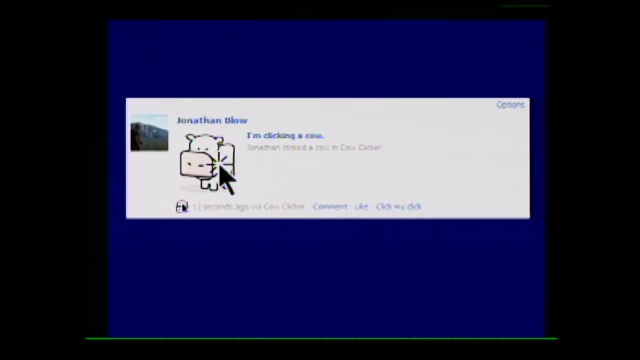 Options
Jonathan Blow
I'm clicking a cow.
Jonathan clicked a cow in Cow Clicker.
12 seconds ago via Cow Clicker · Comment · Like · Click my click